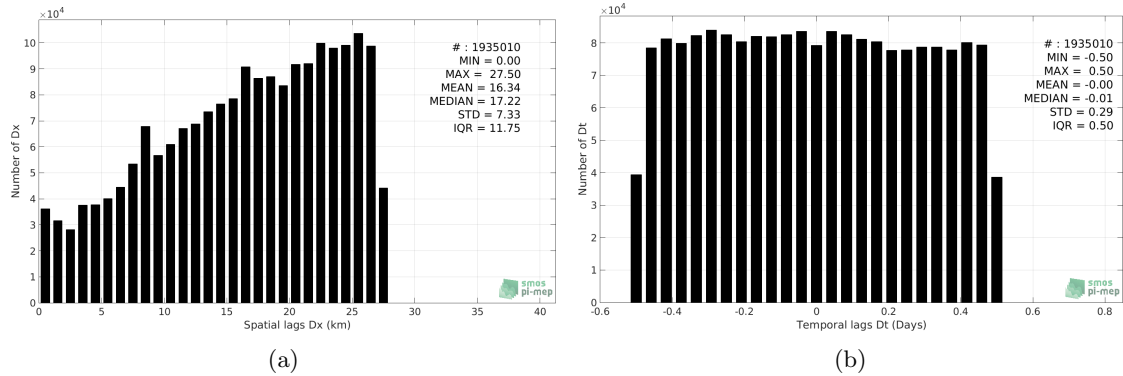 ×10⁴
10
9
8
7
6
5
4
3
2
1
0
Number of Dx
# : 1935010
MIN = 0.00
MAX = 27.50
MEAN = 16.34
MEDIAN = 17.22
STD = 7.33
IQR = 11.75
smos
pi-mep
0 5 10 15 20 25 30 35 40
Spatial lags Dx (km)
(a)
×10⁴
8
7
6
5
4
3
2
1
0
Number of Dt
# : 1935010
MIN = -0.50
MAX = 0.50
MEAN = -0.00
MEDIAN = -0.01
STD = 0.29
IQR = 0.50
smos
pi-mep
-0.6 -0.4 -0.2 0 0.2 0.4 0.6 0.8
Temporal lags Dt (Days)
(b)